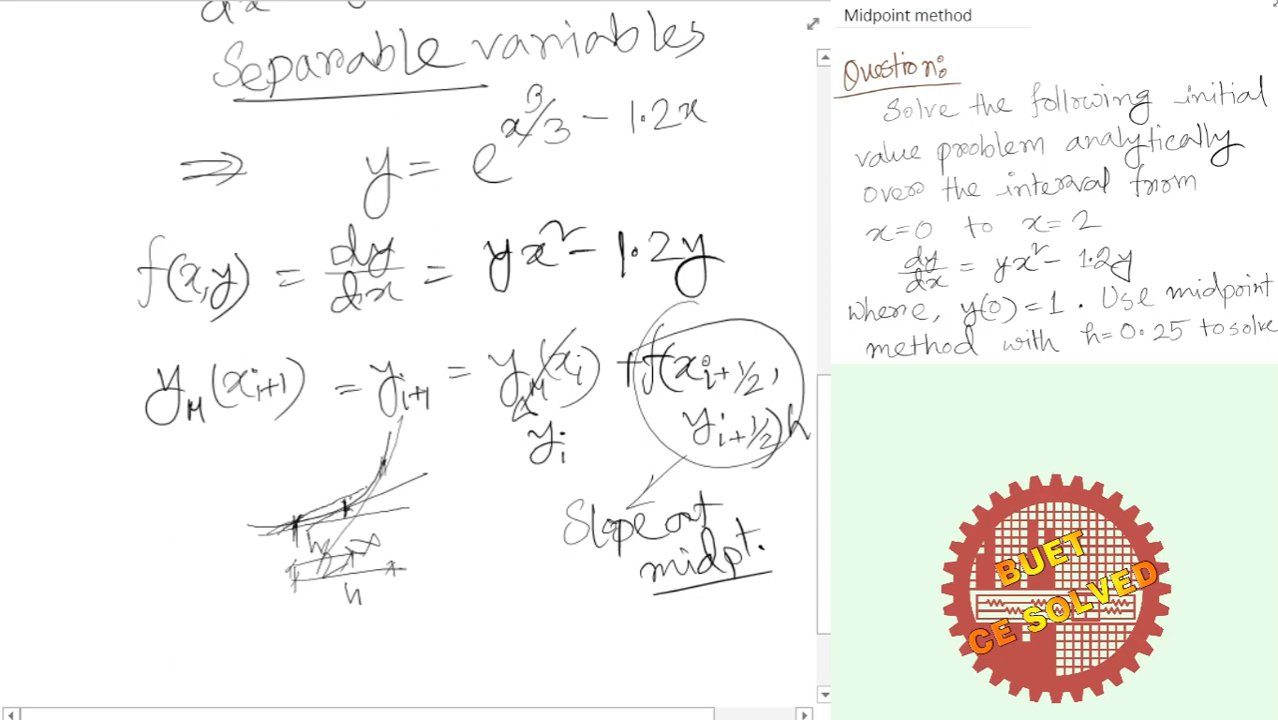 Separable variables
⇒ y = e^{x³/3 - 1.2x}
f(x,y) = dy/dx = yx² - 1.2y
y_M(x_{i+1}) = y_{i+1} = y_M(x_i) + f(x_{i+1/2}, y_{i+1/2})h
y_i
h
Slope at
midpt.
Midpoint method
Question:
Solve the following initial
value problem analytically
over the interval from
x=0 to x=2
dy/dx = yx² - 1.2y
where, y(0)=1. Use midpoint
method with h=0.25 to solve
BUET
CE SOLVED